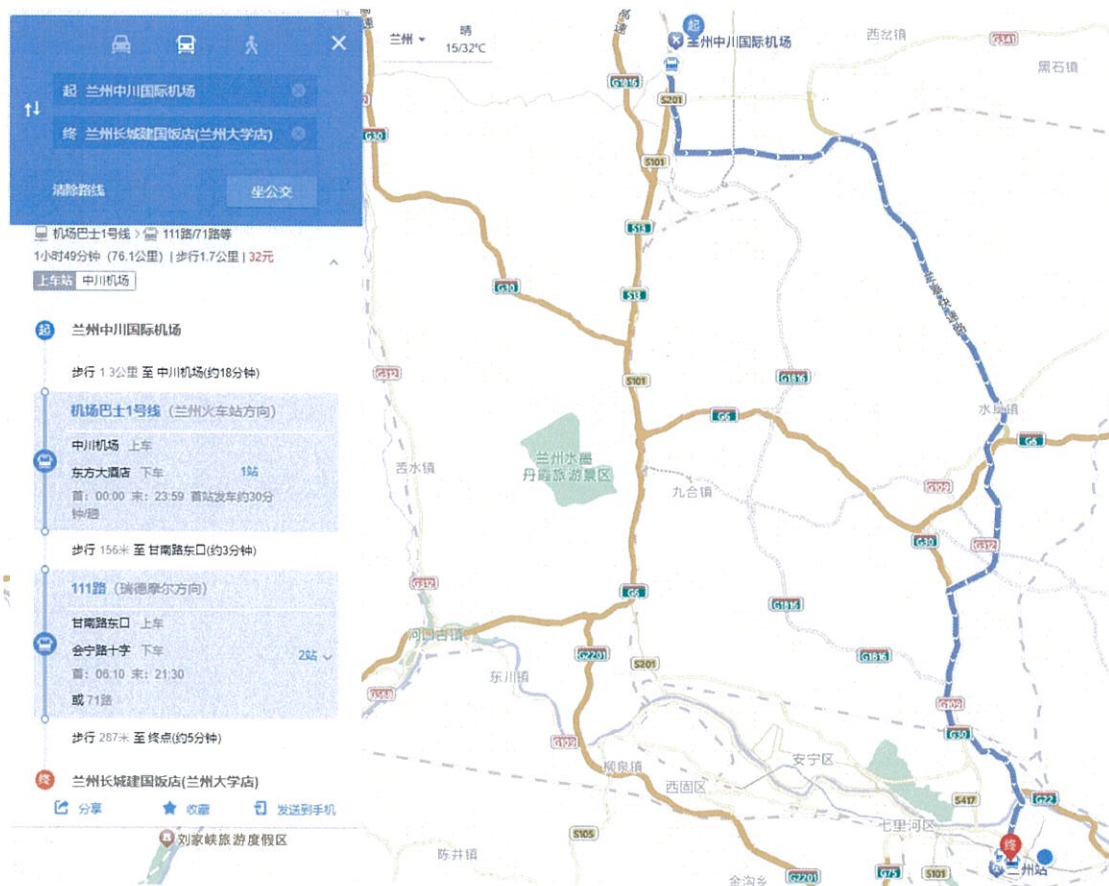 起 兰州中川国际机场
终 兰州长城建国饭店(兰州大学店)
清除路线
坐公交
机场巴士1号线 > 111路/71路等
1小时49分钟 (76.1公里) | 步行1.7公里 | 32元
上车站 中川机场
起 兰州中川国际机场
步行 1.3公里 至 中川机场(约18分钟)
机场巴士1号线 (兰州火车站方向)
中川机场 上车
东方大酒店 下车 1站
首: 00:00 末: 23:59 首站发车约30分
钟/趟
步行 156米 至 甘南路东口(约3分钟)
111路 (瑞德摩尔方向)
甘南路东口 上车
会宁路十字 下车 2站
首: 06:10 末: 21:30
或 71路
步行 287米 至 终点(约5分钟)
终 兰州长城建国饭店(兰州大学店)
分享 收藏 发送到手机
兰州
晴
15/32℃
高速
起
兰州中川国际机场
西岔镇
G341
黑石镇
G1816
S201
G30
S101
S13
G30
S13
G312
S101
G1816
G6
水阜镇
G6
兰州水墨
丹霞旅游景区
苦水镇
九合镇
G109
G30
G312
G312
G6
G1816
河口古镇
G2201
S201
G1816
东川镇
G568
G109
G109
G30
安宁区
柳泉镇
西固区
S417
G22
七里河区
S105
终
刘家峡旅游度假区
陈井镇
兰州站
金沟乡
G2201
G75
S101